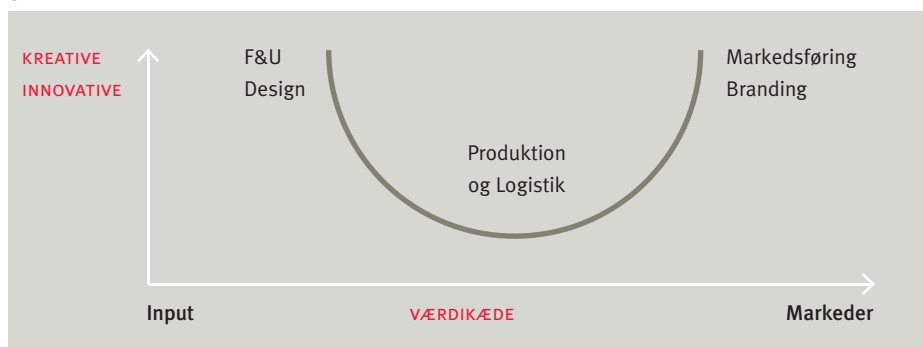 KREATIVE
INNOVATIVE
F&U
Design
Markedsføring
Branding
Produktion
og Logistik
Input
VÆRDIKÆDE
Markeder